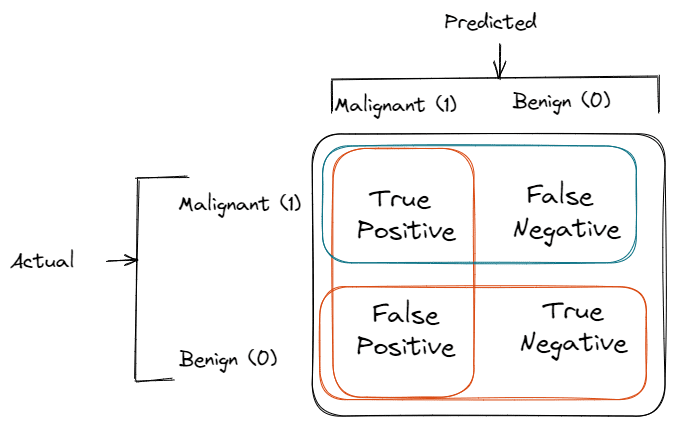 Predicted
Malignant (1)
Benign (0)
Malignant (1)
True
Positive
False
Negative
Actual
Benign (0)
False
Positive
True
Negative